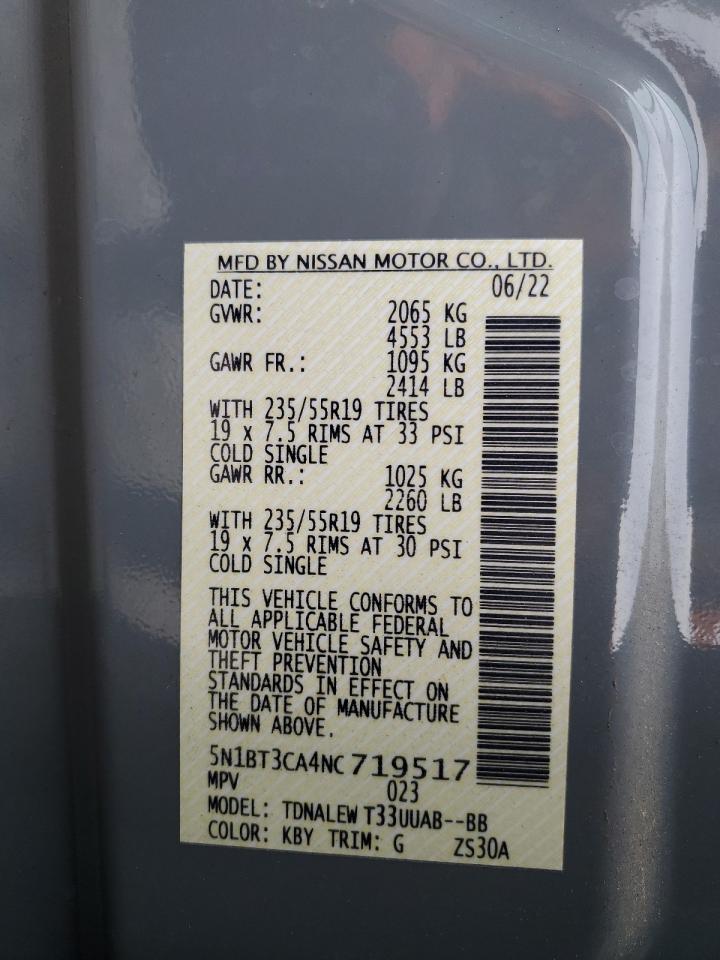 MFD BY NISSAN MOTOR CO., LTD.
DATE: 06/22
GVWR: 2065 KG
4553 LB
GAWR FR.: 1095 KG
2414 LB
WITH 235/55R19 TIRES
19 x 7.5 RIMS AT 33 PSI
COLD SINGLE
GAWR RR.: 1025 KG
2260 LB
WITH 235/55R19 TIRES
19 x 7.5 RIMS AT 30 PSI
COLD SINGLE
THIS VEHICLE CONFORMS TO
ALL APPLICABLE FEDERAL
MOTOR VEHICLE SAFETY AND
THEFT PREVENTION
STANDARDS IN EFFECT ON
THE DATE OF MANUFACTURE
SHOWN ABOVE.
5N1BT3CA4NC719517
MPV 023
MODEL: TDNALEW T33UUAB--BB
COLOR: KBY TRIM: G ZS30A